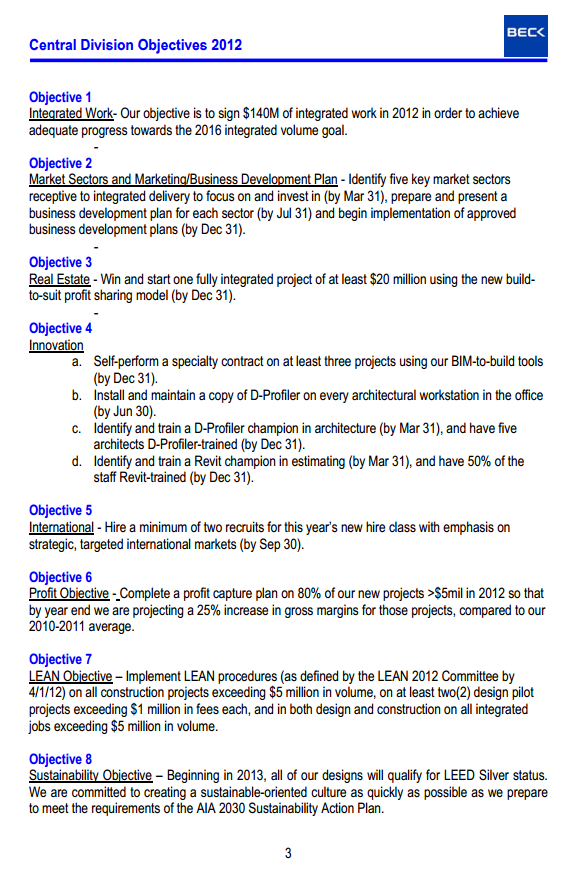 Central Division Objectives 2012
BECK
Objective 1
Integrated Work- Our objective is to sign $140M of integrated work in 2012 in order to achieve
adequate progress towards the 2016 integrated volume goal.
-
Objective 2
Market Sectors and Marketing/Business Development Plan - Identify five key market sectors
receptive to integrated delivery to focus on and invest in (by Mar 31), prepare and present a
business development plan for each sector (by Jul 31) and begin implementation of approved
business development plans (by Dec 31).
-
Objective 3
Real Estate - Win and start one fully integrated project of at least $20 million using the new build-
to-suit profit sharing model (by Dec 31).
-
Objective 4
Innovation
a. Self-perform a specialty contract on at least three projects using our BIM-to-build tools
(by Dec 31).
b. Install and maintain a copy of D-Profiler on every architectural workstation in the office
(by Jun 30).
c. Identify and train a D-Profiler champion in architecture (by Mar 31), and have five
architects D-Profiler-trained (by Dec 31).
d. Identify and train a Revit champion in estimating (by Mar 31), and have 50% of the
staff Revit-trained (by Dec 31).
Objective 5
International - Hire a minimum of two recruits for this year's new hire class with emphasis on
strategic, targeted international markets (by Sep 30).
Objective 6
Profit Objective - Complete a profit capture plan on 80% of our new projects >$5mil in 2012 so that
by year end we are projecting a 25% increase in gross margins for those projects, compared to our
2010-2011 average.
Objective 7
LEAN Objective – Implement LEAN procedures (as defined by the LEAN 2012 Committee by
4/1/12) on all construction projects exceeding $5 million in volume, on at least two(2) design pilot
projects exceeding $1 million in fees each, and in both design and construction on all integrated
jobs exceeding $5 million in volume.
Objective 8
Sustainability Objective – Beginning in 2013, all of our designs will qualify for LEED Silver status.
We are committed to creating a sustainable-oriented culture as quickly as possible as we prepare
to meet the requirements of the AIA 2030 Sustainability Action Plan.
3